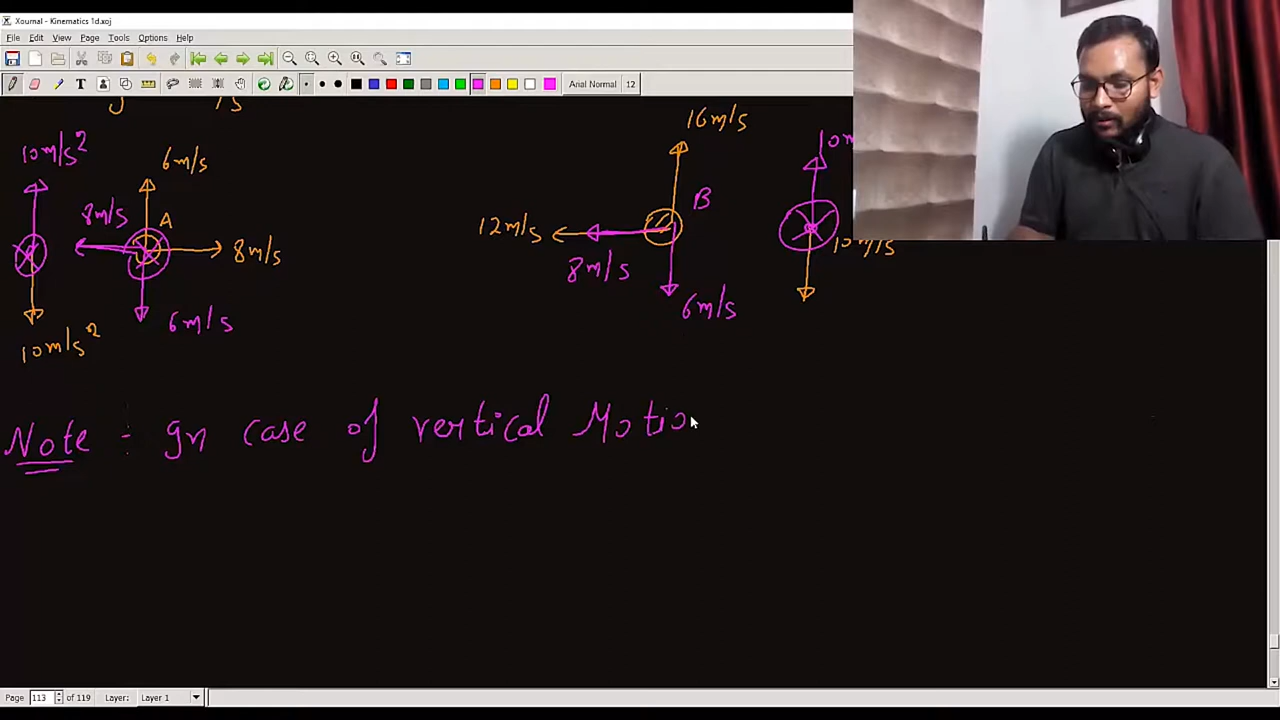 Xournal - Kinematics 1d.xoj
File Edit View Page Tools Options Help
Arial Normal 12
10m/s² 6m/s 16m/s
8m/s A B
12m/s 8m/s
8m/s 10m/s
6m/s 6m/s
10m/s²
Note :- In case of vertical Motio
Page 113 of 119 Layer: Layer 1